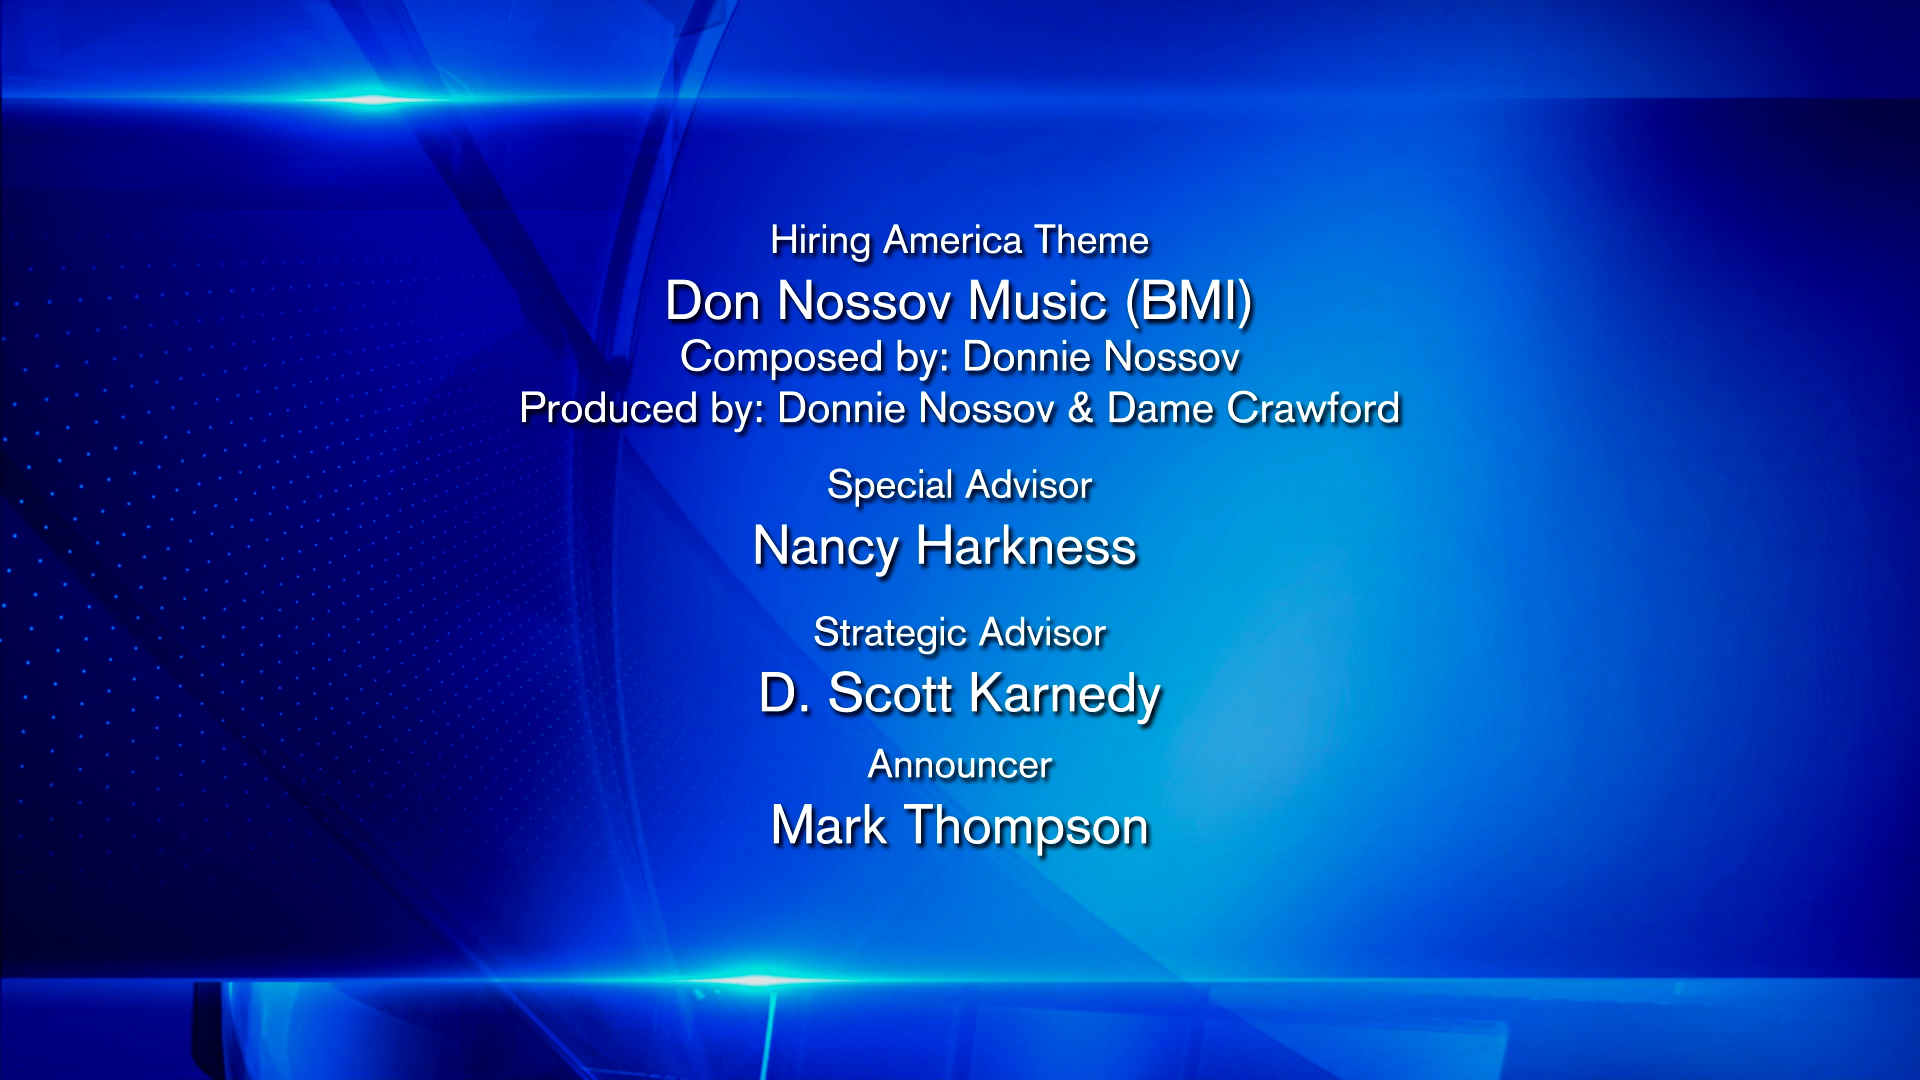 Hiring America Theme
Don Nossov Music (BMI)
Composed by: Donnie Nossov
Produced by: Donnie Nossov & Dame Crawford
Special Advisor
Nancy Harkness
Strategic Advisor
D. Scott Karnedy
Announcer
Mark Thompson